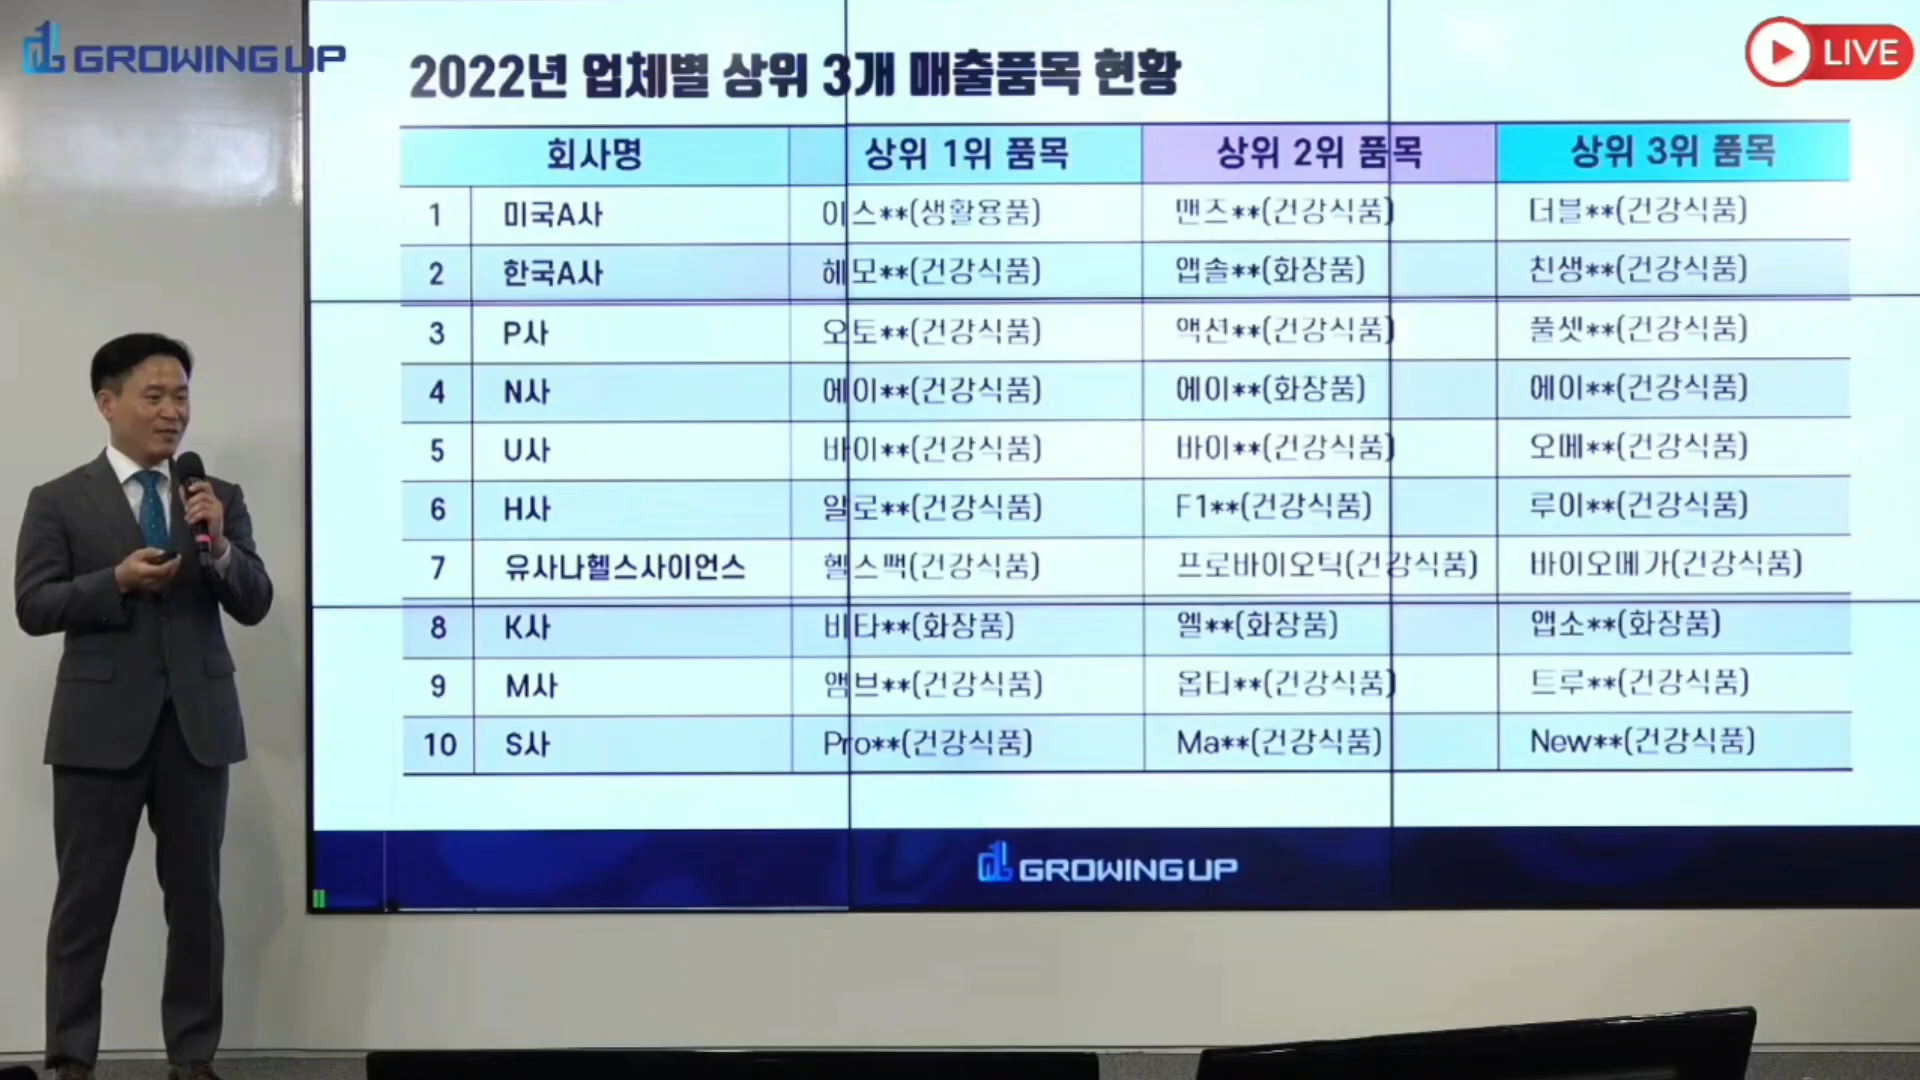 GROWING UP
LIVE
2022년 업체별 상위 3개 매출품목 현황
회사명 상위 1위 품목 상위 2위 품목 상위 3위 품목
1 미국A사 이스**(생활용품) 맨즈**(건강식품) 더블**(건강식품)
2 한국A사 헤모**(건강식품) 앱솔**(화장품) 친생**(건강식품)
3 P사 오토**(건강식품) 액션**(건강식품) 풀셋**(건강식품)
4 N사 에이**(건강식품) 에이**(화장품) 에이**(건강식품)
5 U사 바이**(건강식품) 바이**(건강식품) 오메**(건강식품)
6 H사 알로**(건강식품) F1**(건강식품) 루이**(건강식품)
7 유사나헬스사이언스 헬스팩(건강식품) 프로바이오틱(건강식품) 바이오메가(건강식품)
8 K사 비타**(화장품) 엘**(화장품) 앱소**(화장품)
9 M사 앰브**(건강식품) 옵티**(건강식품) 트루**(건강식품)
10 S사 Pro**(건강식품) Ma**(건강식품) New**(건강식품)
GROWING UP